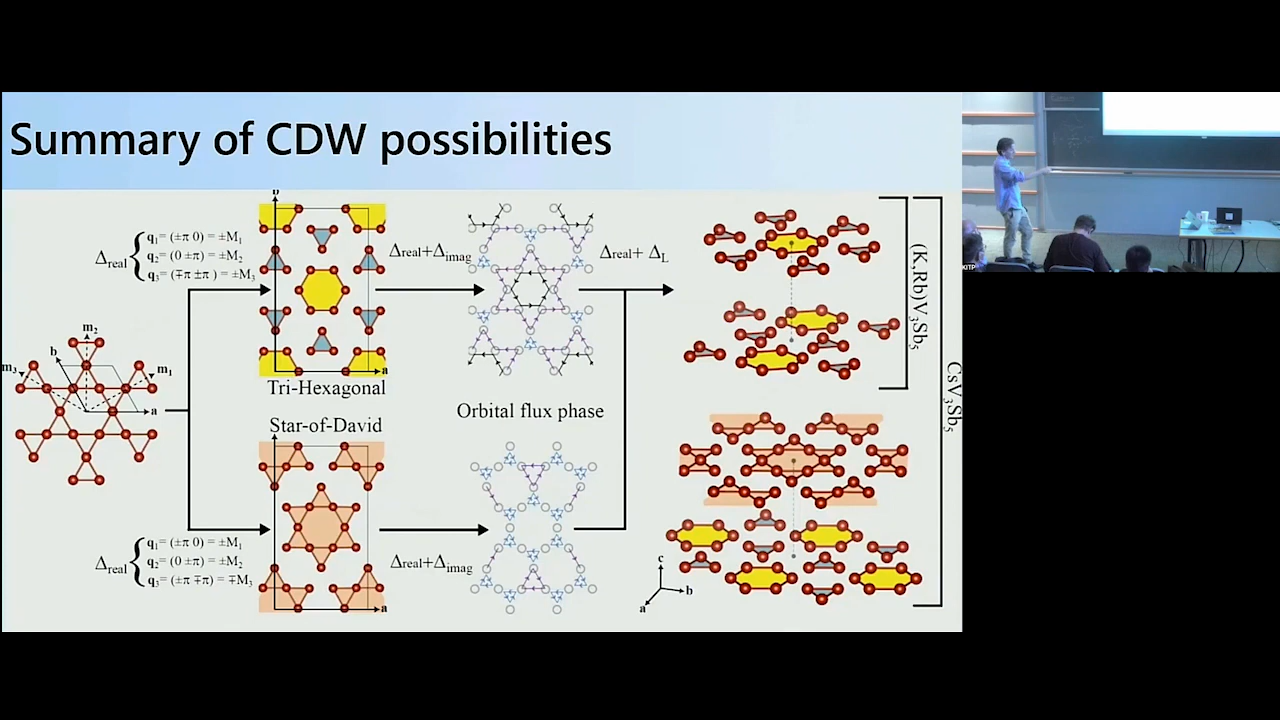 Summary of CDW possibilities
Δreal
q₁= (±π 0) = ±M₁
q₂= (0 ±π) = ±M₂
q₃= (∓π ±π ) = ±M₃
b
a
Tri-Hexagonal
Δreal+Δimag
Δreal+ ΔL
(K,Rb)V₃Sb₅
CsV₃Sb₅
m₂
m₃
b
m₁
a
Orbital flux phase
Star-of-David
a
Δreal
q₁= (±π 0) = ±M₁
q₂= (0 ±π) = ±M₂
q₃= (±π ∓π) = ∓M₃
Δreal+Δimag
c
b
a
KITP